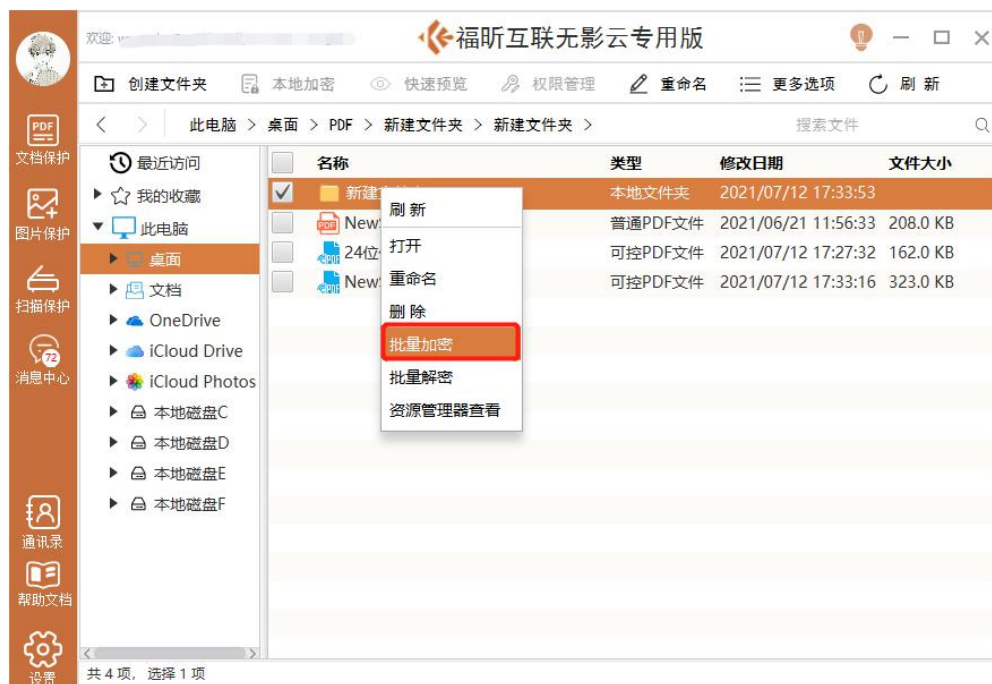 欢迎:
福昕互联无影云专用版
创建文件夹 本地加密 快速预览 权限管理 重命名 更多选项 刷 新
此电脑 > 桌面 > PDF > 新建文件夹 > 新建文件夹 >
搜索文件
PDF
文档保护
图片保护
扫描保护
72
消息中心
通讯录
帮助文档
设置
最近访问
我的收藏
此电脑
桌面
文档
OneDrive
iCloud Drive
iCloud Photos
本地磁盘C
本地磁盘D
本地磁盘E
本地磁盘F
名称 类型 修改日期 文件大小
新建 本地文件夹 2021/07/12 17:33:53
PDF New 普通PDF文件 2021/06/21 11:56:33 208.0 KB
24位 可控PDF文件 2021/07/12 17:27:32 162.0 KB
New 可控PDF文件 2021/07/12 17:33:16 323.0 KB
刷 新
打开
重命名
删 除
批量加密
批量解密
资源管理器查看
共 4 项, 选择 1 项